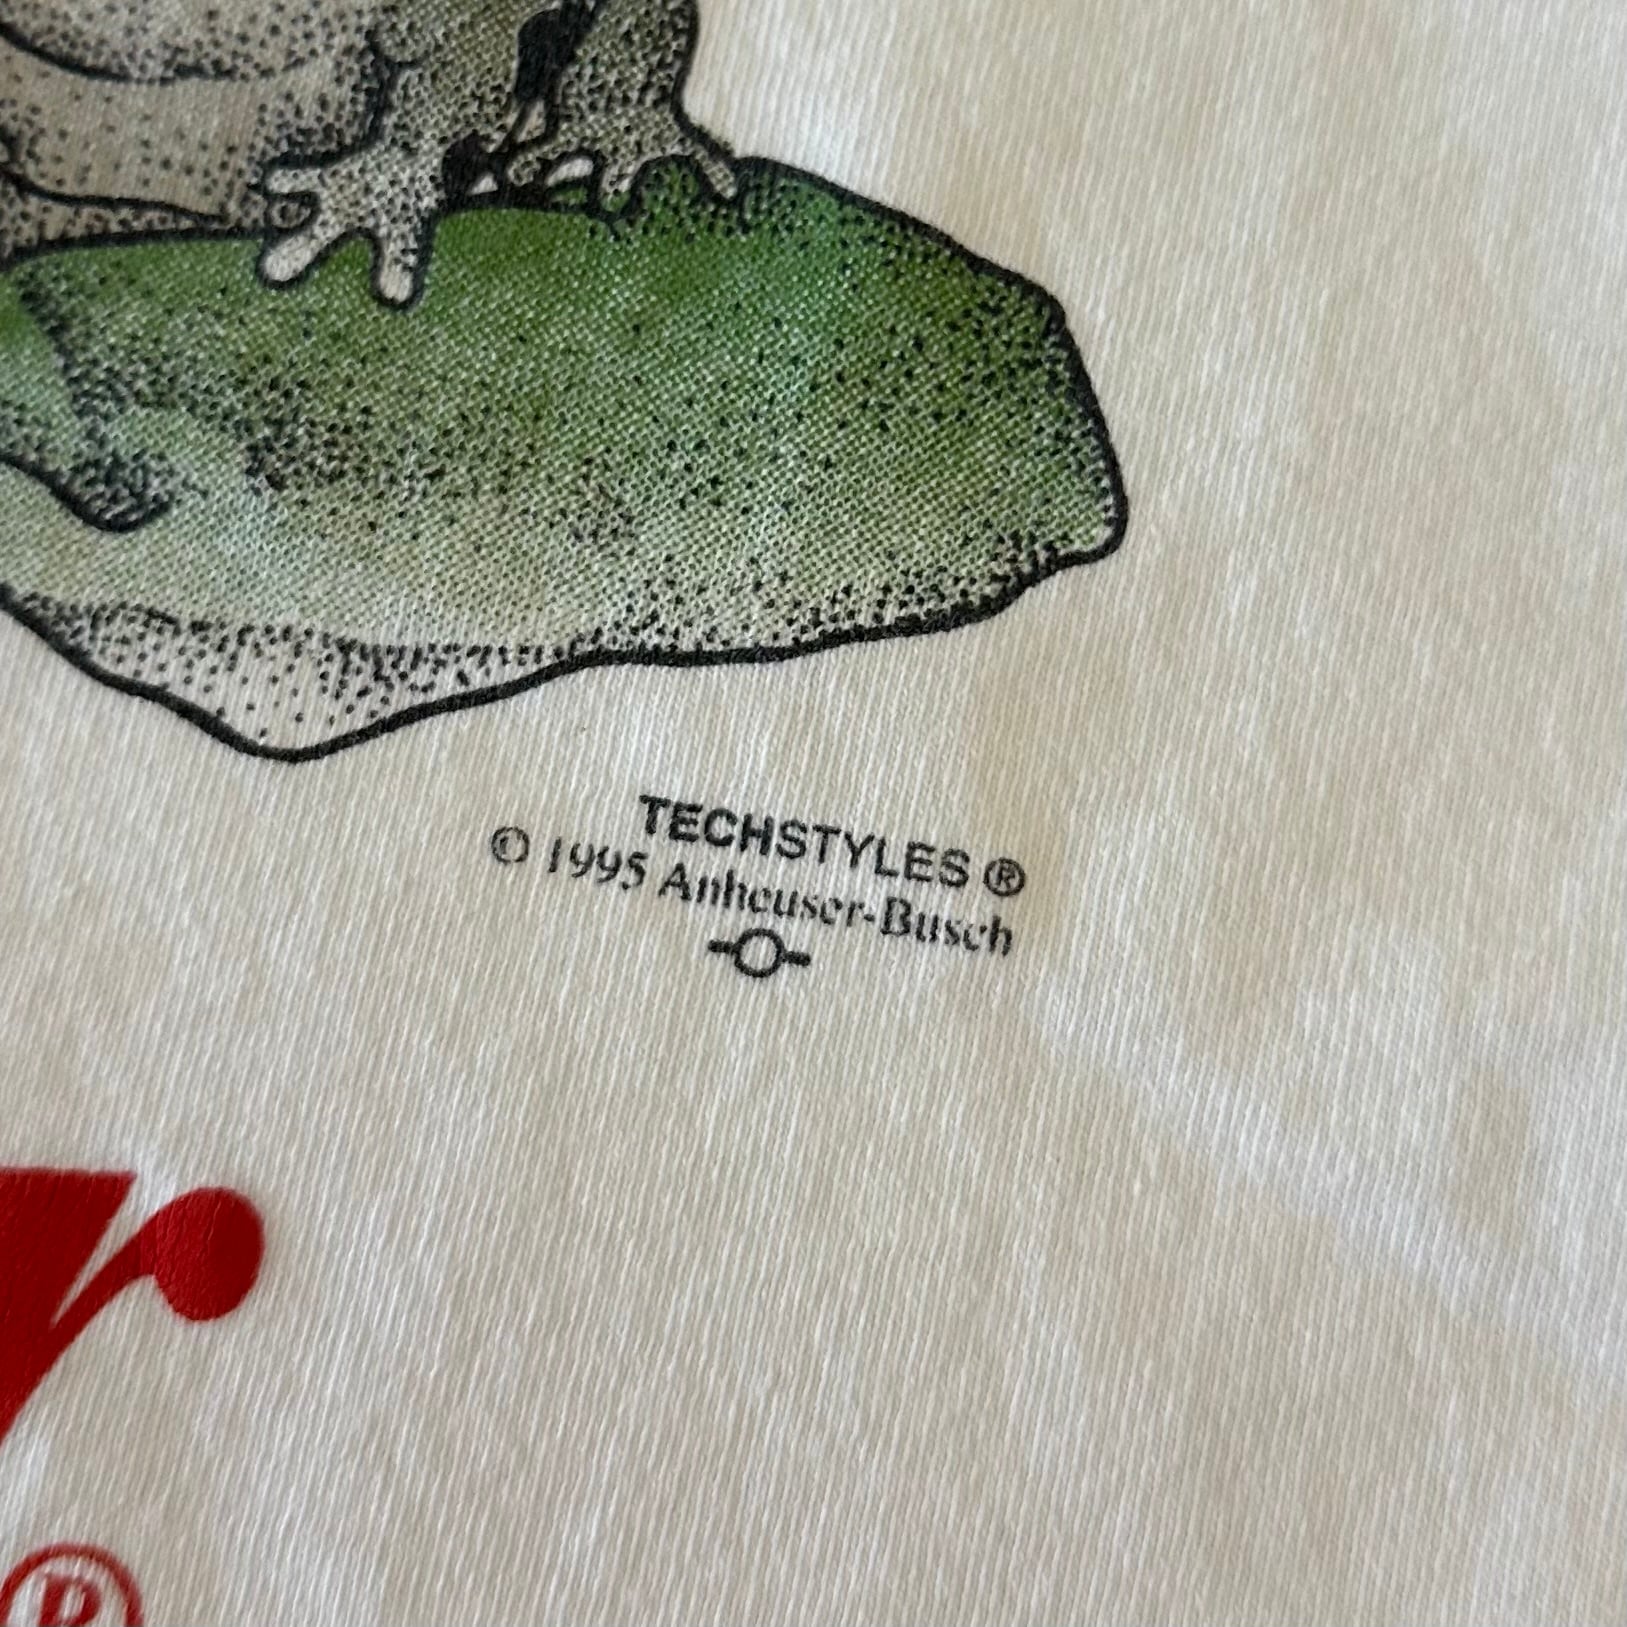 TECHSTYLES ®
© 1995 Anheuser-Busch
r
®